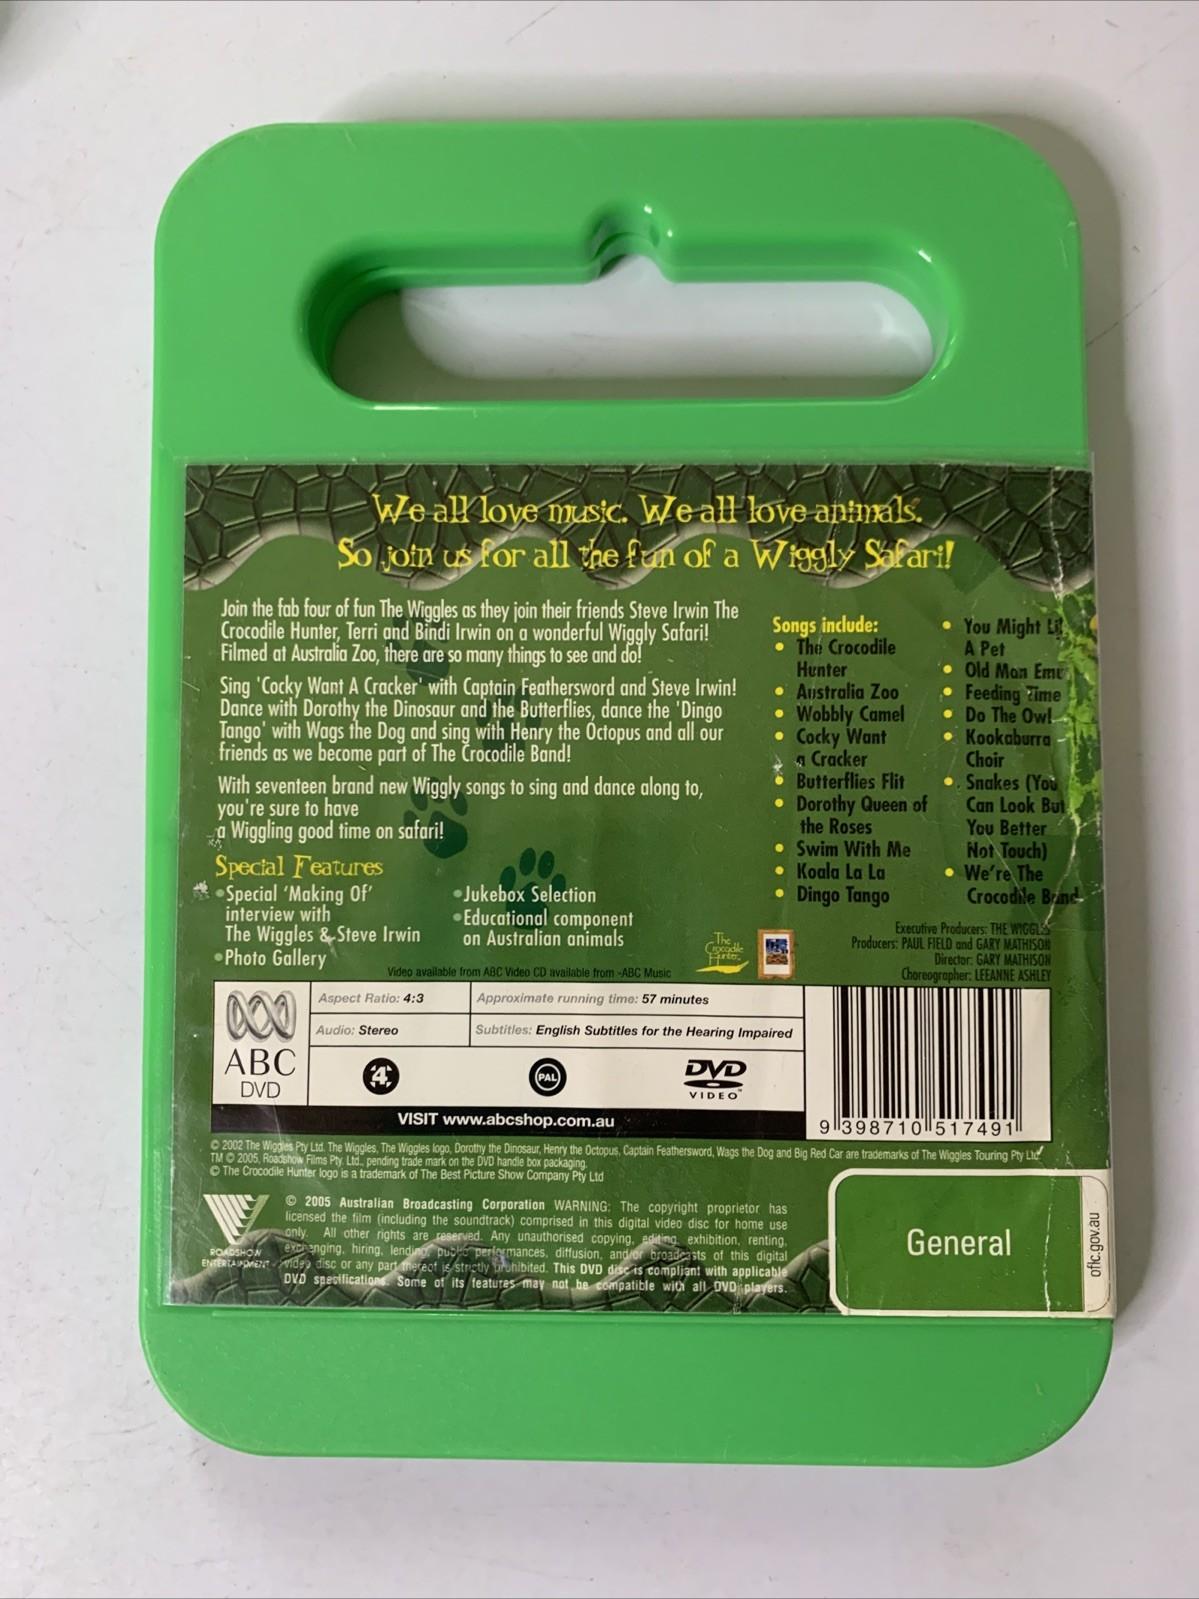 We all love music. We all love animals.
So join us for all the fun of a Wiggly Safari!
Join the fab four of fun The Wiggles as they join their friends Steve Irwin The
Crocodile Hunter, Terri and Bindi Irwin on a wonderful Wiggly Safari!
Filmed at Australia Zoo, there are so many things to see and do!
Sing 'Cocky Want A Cracker' with Captain Feathersword and Steve Irwin!
Dance with Dorothy the Dinosaur and the Butterflies, dance the 'Dingo
Tango' with Wags the Dog and sing with Henry the Octopus and all our
friends as we become part of The Crocodile Band!
With seventeen brand new Wiggly songs to sing and dance along to,
you're sure to have
a Wiggling good time on safari!
Special Features
• Special 'Making Of'
interview with
The Wiggles & Steve Irwin
• Photo Gallery
• Jukebox Selection
• Educational component
on Australian animals
Songs include:
• The Crocodile
Hunter
• Australia Zoo
• Wobbly Camel
• Cocky Want
a Cracker
• Butterflies Flit
• Dorothy Queen of
the Roses
• Swim With Me
• Koala La La
• Dingo Tango
• You Might Li
A Pet
• Old Man Emu
• Feeding Time
• Do The Owl
• Kookaburra
Choir
• Snakes (You
Can Look But
You Better
Not Touch)
• We're The
Crocodile Band
The
Crocodile
Hunter
Executive Producers: THE WIGGLES
Producers: PAUL FIELD and GARY MATHISON
Director: GARY MATHISON
Choreographer: LEEANNE ASHLEY
Video available from ABC Video CD available from -ABC Music
ABC
DVD
Aspect Ratio: 4:3
Approximate running time: 57 minutes
Audio: Stereo
Subtitles: English Subtitles for the Hearing Impaired
4
PAL
DVD
VIDEO™
VISIT www.abcshop.com.au
9 398710 517491
© 2002 The Wiggles Pty Ltd. The Wiggles, The Wiggles logo, Dorothy the Dinosaur, Henry the Octopus, Captain Feathersword, Wags the Dog and Big Red Car are trademarks of The Wiggles Touring Pty Ltd.
TM © 2005, Roadshow Films Pty. Ltd., pending trade mark on the DVD handle box packaging.
© The Crocodile Hunter logo is a trademark of The Best Picture Show Company Pty Ltd
ROADSHOW
ENTERTAINMENT
© 2005 Australian Broadcasting Corporation WARNING: The copyright proprietor has
licensed the film (including the soundtrack) comprised in this digital video disc for home use
only. All other rights are reserved. Any unauthorised copying, editing, exhibition, renting,
exchanging, hiring, lending, public performances, diffusion, and/or broadcasts of this digital
video disc or any part thereof is strictly prohibited. This DVD disc is compliant with applicable
DVD specifications. Some of its features may not be compatible with all DVD players.
General
oflc.gov.au